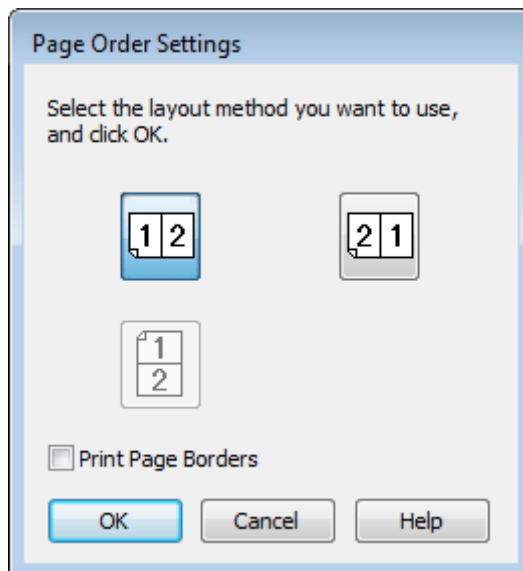 Page Order Settings
Select the layout method you want to use,
and click OK.
1 2
2 1
1
2
Print Page Borders
OK Cancel Help